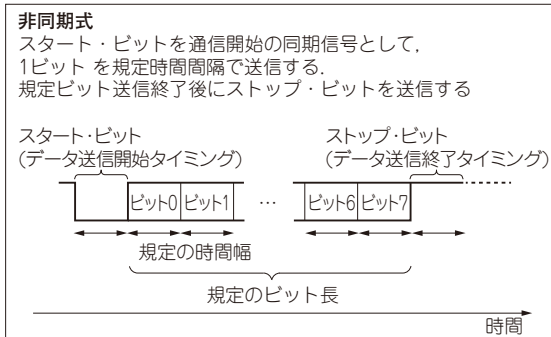 非同期式
スタート・ビットを通信開始の同期信号として,
1ビット を規定時間間隔で送信する.
規定ビット送信終了後にストップ・ビットを送信する
スタート・ビット ストップ・ビット
(データ送信開始タイミング) (データ送信終了タイミング)
ビット0 ビット1 … ビット6 ビット7
規定の時間幅
規定のビット長
時間